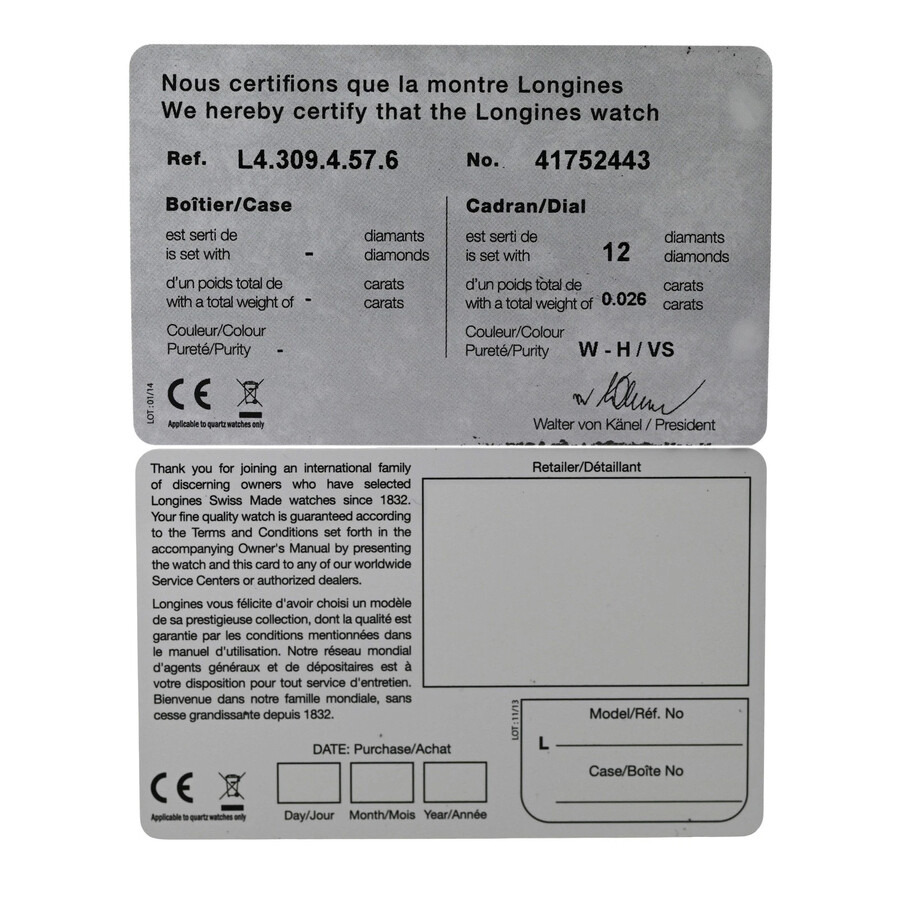 Nous certifions que la montre Longines
We hereby certify that the Longines watch
Ref. L4.309.4.57.6 No. 41752443
Boîtier/Case
est serti de diamants
is set with - diamonds
d'un poids total de carats
with a total weight of - carats
Couleur/Colour
Pureté/Purity -
Cadran/Dial
est serti de diamants
is set with 12 diamonds
d'un poids total de carats
with a total weight of 0.026 carats
Couleur/Colour
Pureté/Purity W - H / VS
LOT : 01/14
CE
Applicable to quartz watches only
Walter von Känel / President
Thank you for joining an international family
of discerning owners who have selected
Longines Swiss Made watches since 1832.
Your fine quality watch is guaranteed according
to the Terms and Conditions set forth in the
accompanying Owner's Manual by presenting
the watch and this card to any of our worldwide
Service Centers or authorized dealers.
Longines vous félicite d'avoir choisi un modèle
de sa prestigieuse collection, dont la qualité est
garantie par les conditions mentionnées dans
le manuel d'utilisation. Notre réseau mondial
d'agents généraux et de dépositaires est à
votre disposition pour tout service d'entretien.
Bienvenue dans notre famille mondiale, sans
cesse grandissante depuis 1832.
Retailer/Détaillant
DATE: Purchase/Achat
Day/Jour Month/Mois Year/Année
CE
Applicable to quartz watches only
LOT : 11/13
Model/Réf. No
L
Case/Boîte No